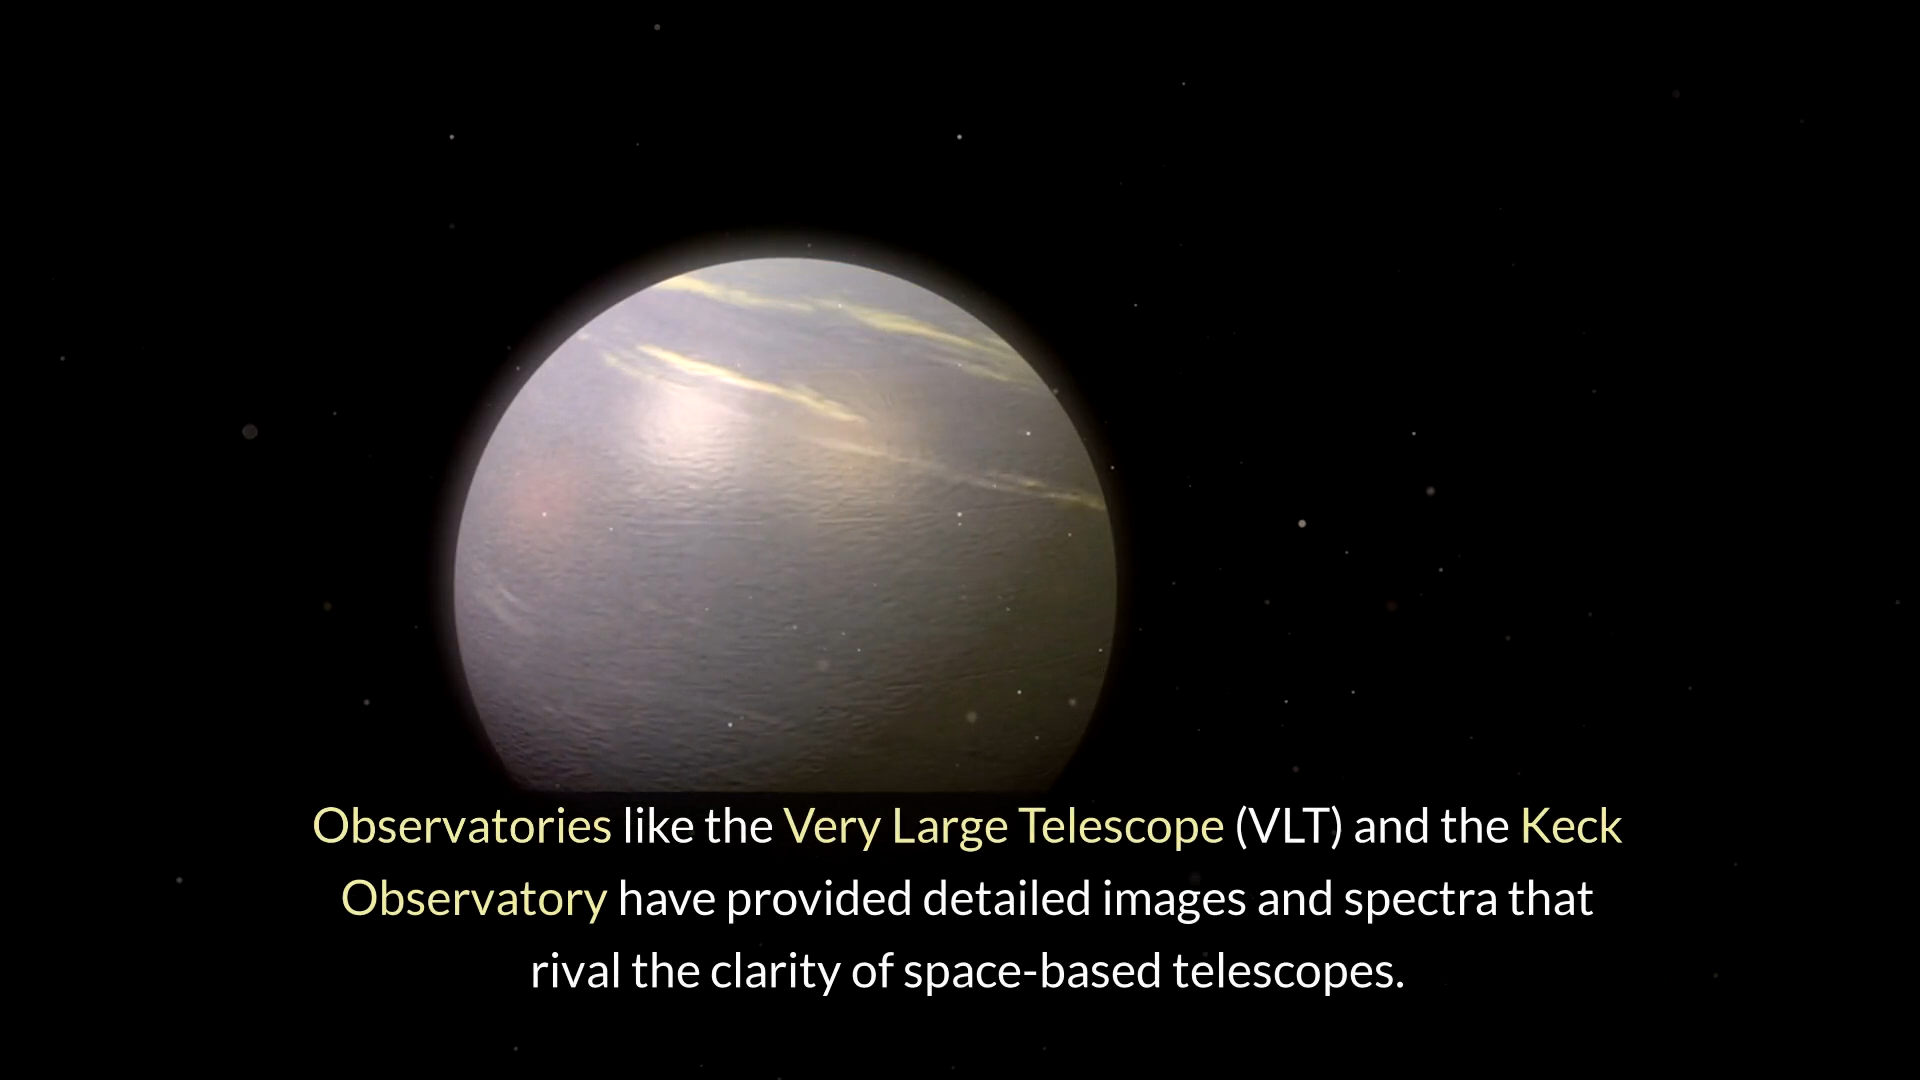 Observatories like the Very Large Telescope (VLT) and the Keck
Observatory have provided detailed images and spectra that
rival the clarity of space-based telescopes.